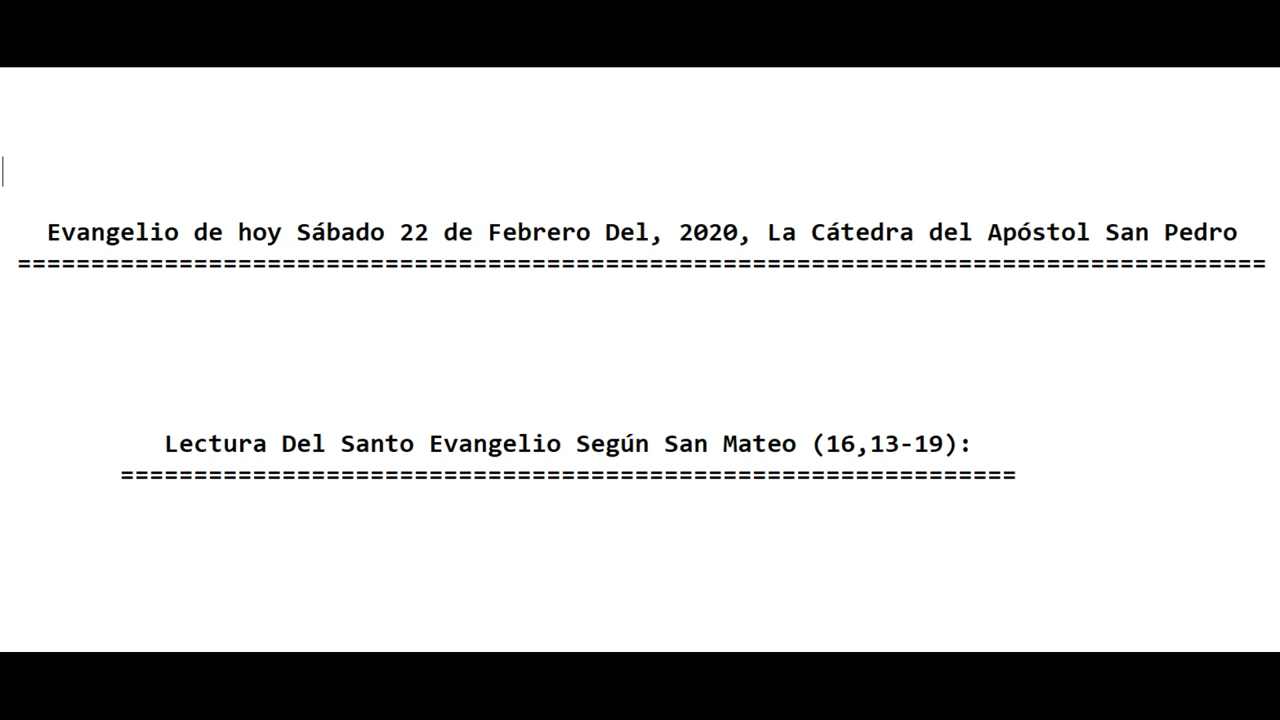 Evangelio de hoy Sábado 22 de Febrero Del, 2020, La Cátedra del Apóstol San Pedro
=====================================================================================
Lectura Del Santo Evangelio Según San Mateo (16,13-19):
=============================================================